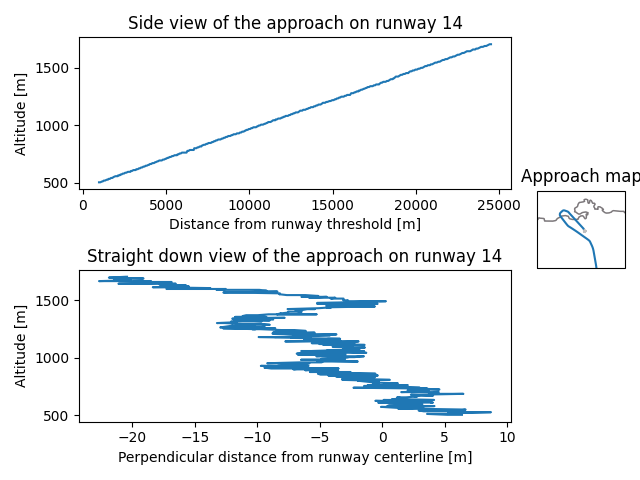 Side view of the approach on runway 14
1500
1000
500
Altitude [m]
0 5000 10000 15000 20000 25000
Distance from runway threshold [m]
Approach map
Straight down view of the approach on runway 14
1500
1000
500
Altitude [m]
−20 −15 −10 −5 0 5 10
Perpendicular distance from runway centerline [m]